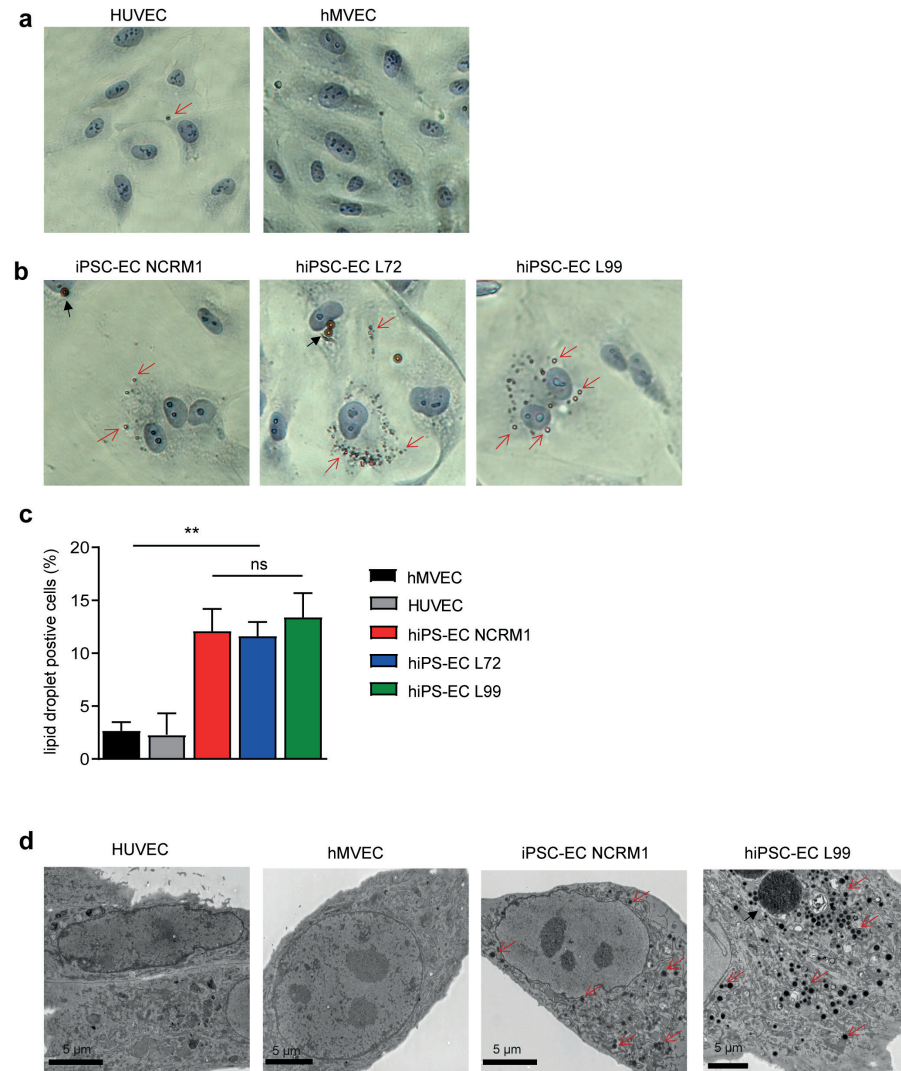 a
HUVEC
hMVEC
b
iPSC-EC NCRM1
hiPSC-EC L72
hiPSC-EC L99
c
lipid droplet postive cells (%)
20
15
10
5
0
**
ns
hMVEC
HUVEC
hiPS-EC NCRM1
hiPS-EC L72
hiPS-EC L99
d
HUVEC
hMVEC
iPSC-EC NCRM1
hiPSC-EC L99
5 µm
5 µm
5 µm
5 µm